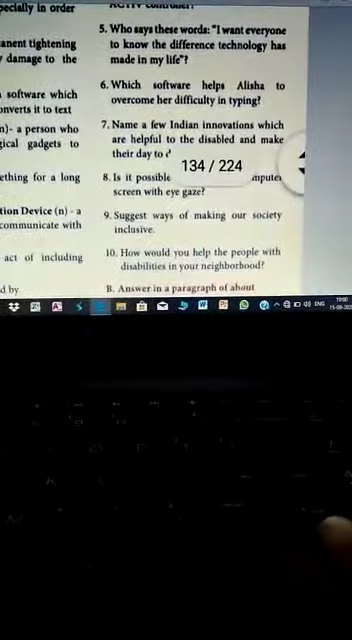 pecially in order
anent tightening
damage to the
software which
onverts it to text
n)- a person who
gical gadgets to
ething for a long
tion Device (n) - a
communicate with
act of including
d by
5. Who says these words: "I want everyone
to know the difference technology has
made in my life"?
6. Which software helps Alisha to
overcome her difficulty in typing?
7. Name a few Indian innovations which
are helpful to the disabled and make
their day to
134 / 224
8. Is it possible
screen with eye gaze?
9. Suggest ways of making our society
inclusive.
10. How would you help the people with
disabilities in your neighborhood?
B. Answer in a paragraph of about
ENG
19:00